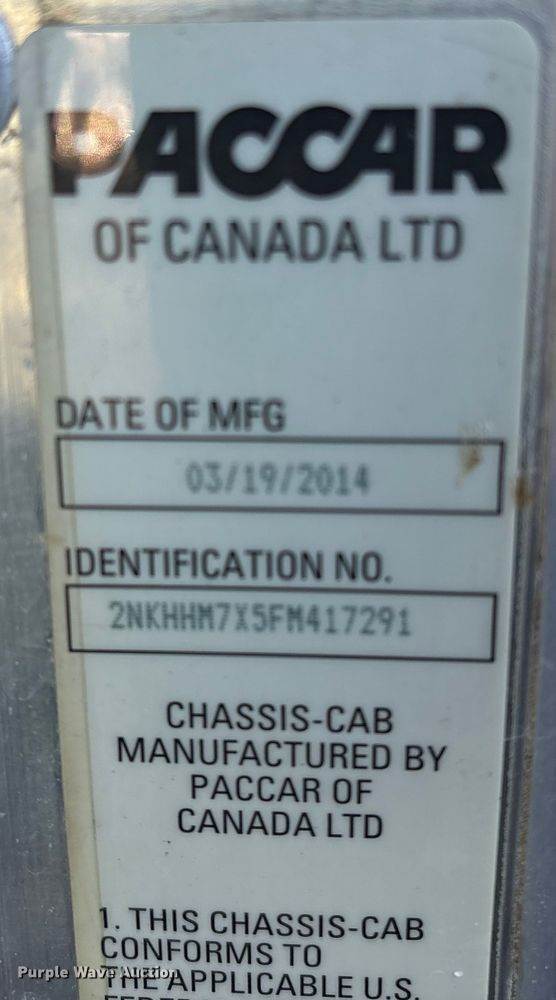 PACCAR
OF CANADA LTD
DATE OF MFG
03/19/2014
IDENTIFICATION NO.
2NKHHM7X5FM417291
CHASSIS-CAB
MANUFACTURED BY
PACCAR OF
CANADA LTD
1. THIS CHASSIS-CAB
CONFORMS TO
THE APPLICABLE U.S.
Purple Wave Auction